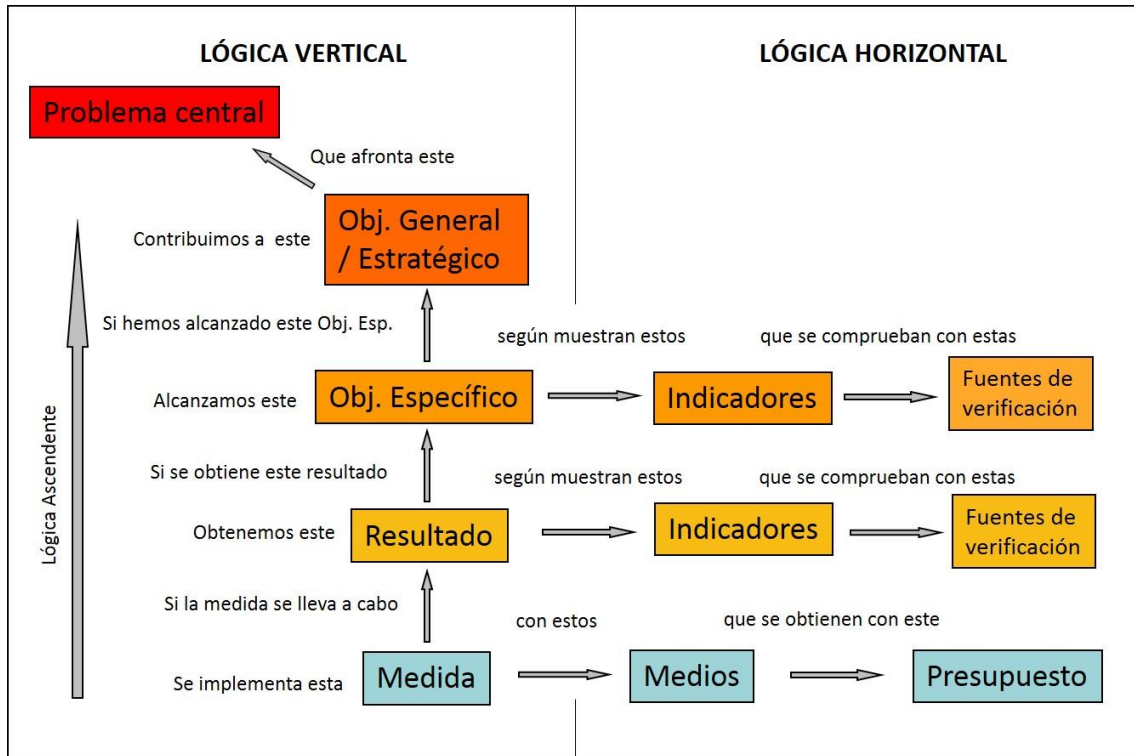 LÓGICA VERTICAL
LÓGICA HORIZONTAL
Problema central
Que afronta este
Contribuimos a este
Obj. General
/ Estratégico
Si hemos alcanzado este Obj. Esp.
según muestran estos
que se comprueban con estas
Alcanzamos este
Obj. Específico
Indicadores
Fuentes de
verificación
Si se obtiene este resultado
según muestran estos
que se comprueban con estas
Obtenemos este
Resultado
Indicadores
Fuentes de
verificación
Si la medida se lleva a cabo
con estos
que se obtienen con este
Se implementa esta
Medida
Medios
Presupuesto
Lógica Ascendente